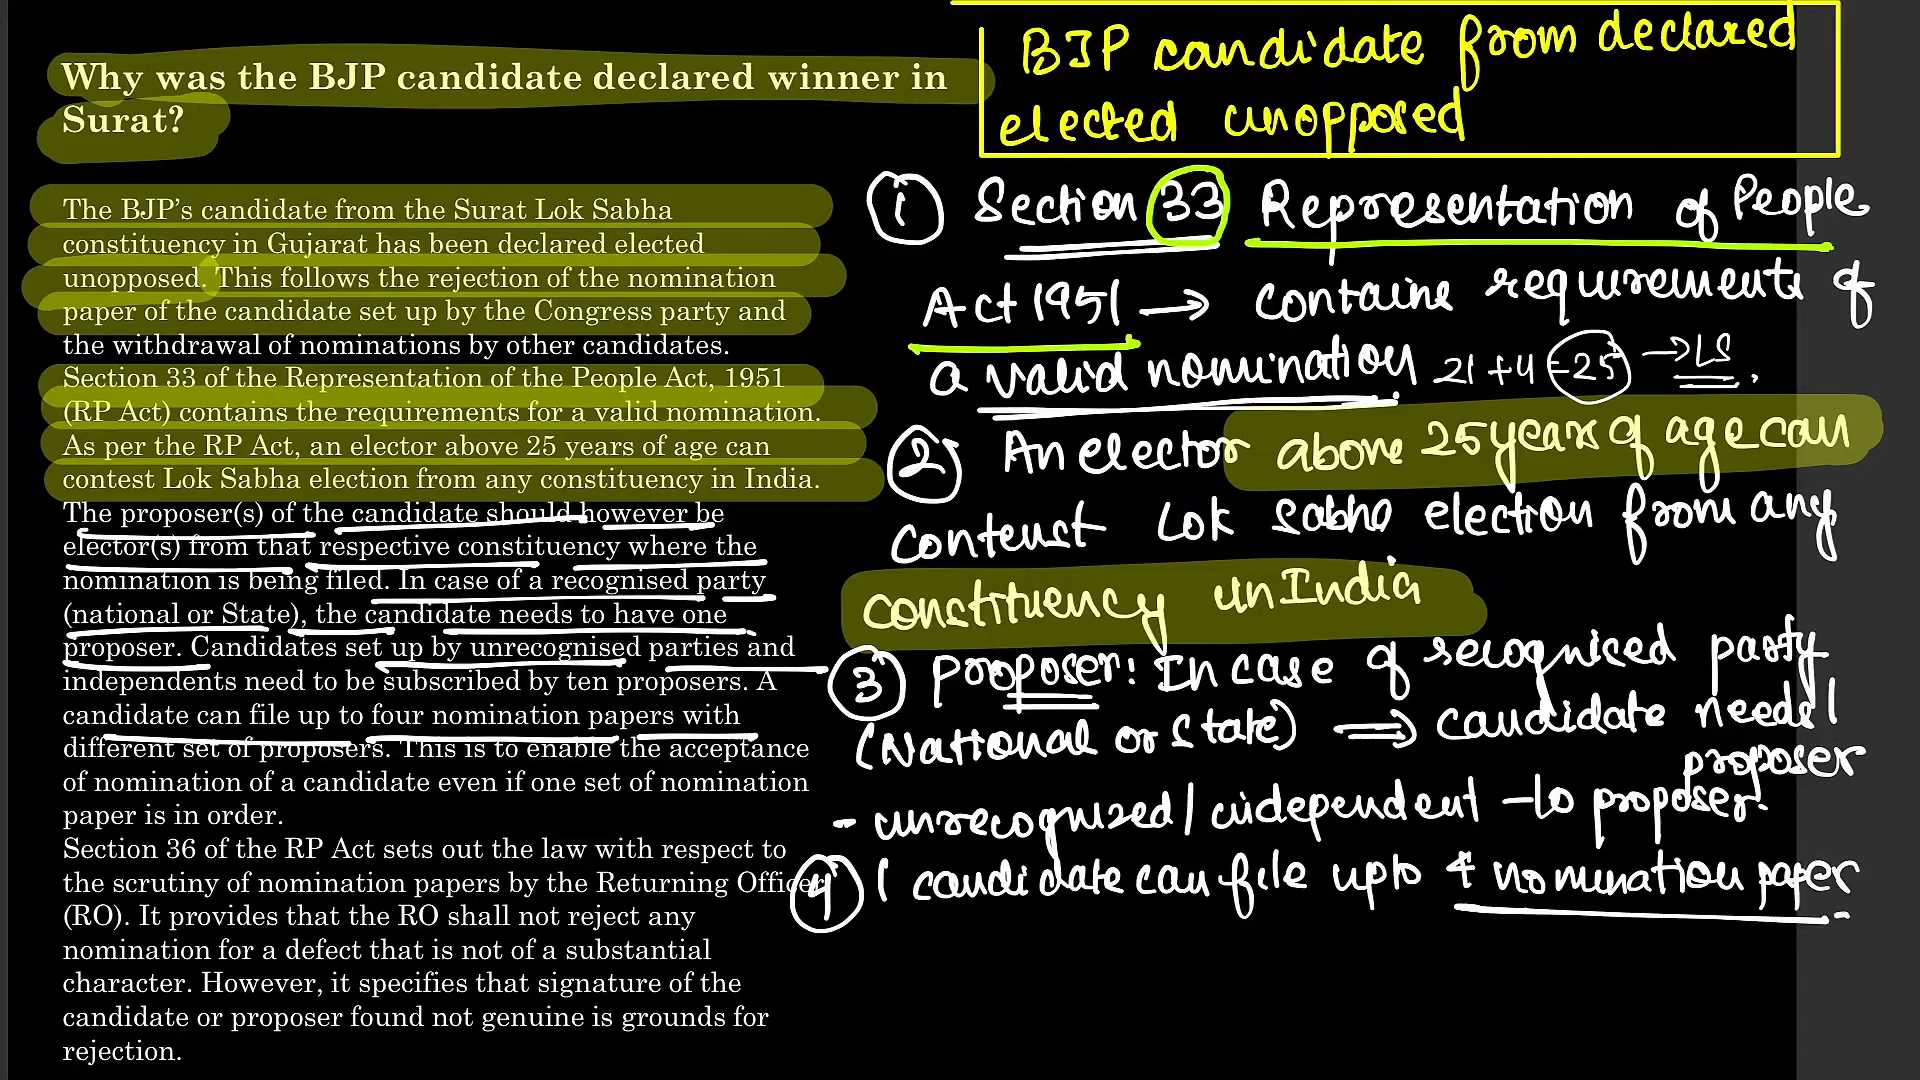 Why was the BJP candidate declared winner in
Surat?
The BJP’s candidate from the Surat Lok Sabha
constituency in Gujarat has been declared elected
unopposed. This follows the rejection of the nomination
paper of the candidate set up by the Congress party and
the withdrawal of nominations by other candidates.
Section 33 of the Representation of the People Act, 1951
(RP Act) contains the requirements for a valid nomination.
As per the RP Act, an elector above 25 years of age can
contest Lok Sabha election from any constituency in India.
The proposer(s) of the candidate should however be
elector(s) from that respective constituency where the
nomination is being filed. In case of a recognised party
(national or State), the candidate needs to have one
proposer. Candidates set up by unrecognised parties and
independents need to be subscribed by ten proposers. A
candidate can file up to four nomination papers with
different set of proposers. This is to enable the acceptance
of nomination of a candidate even if one set of nomination
paper is in order.
Section 36 of the RP Act sets out the law with respect to
the scrutiny of nomination papers by the Returning Officer
(RO). It provides that the RO shall not reject any
nomination for a defect that is not of a substantial
character. However, it specifies that signature of the
candidate or proposer found not genuine is grounds for
rejection.
BJP candidate from declared
elected unopposed
1 Section 33 Representation of People
Act 1951 → contains requirements of
a valid nomination 21+4=25 → LS.
2 An elector above 25 years of age can
contenst Lok Sabha election from any
constituency in India
3 Proposer: In case of recogniced party
(National or State) ⇒ candidate needs 1
proposer
- unrecognized/independent - 10 proposer.
4 1 candidate can file upto 4 nomination paper